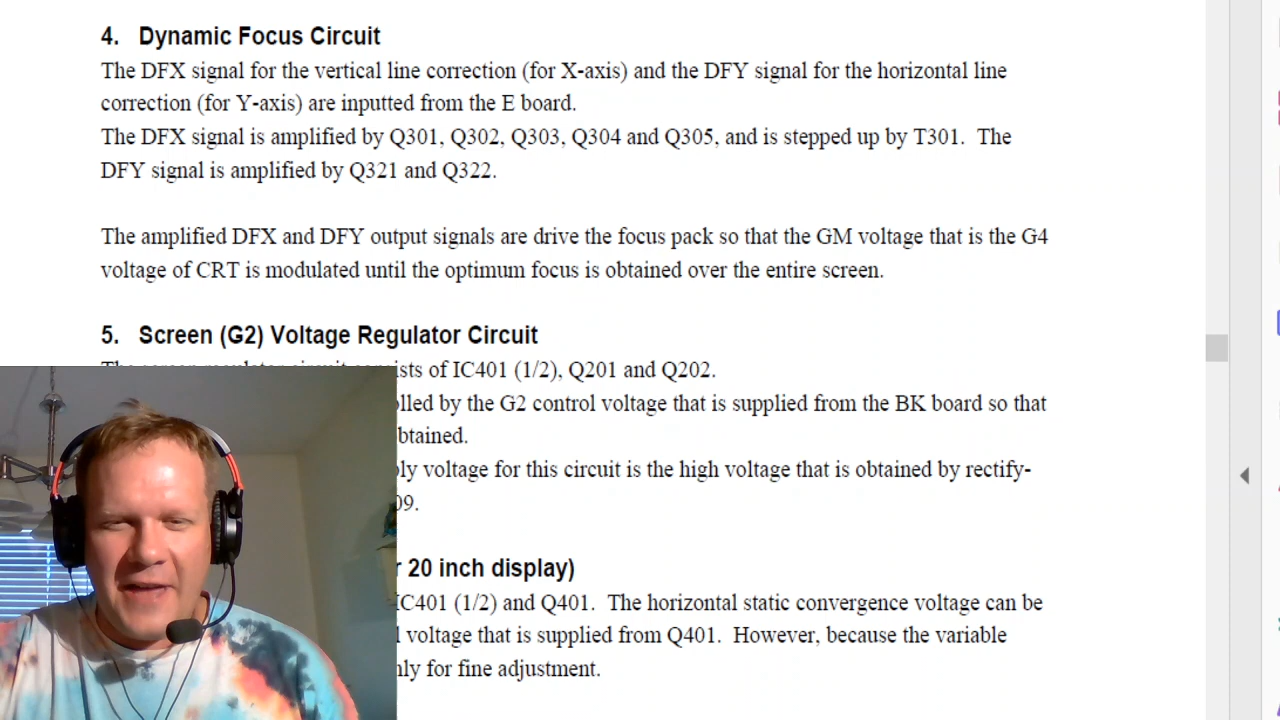 4. Dynamic Focus Circuit
The DFX signal for the vertical line correction (for X-axis) and the DFY signal for the horizontal line
correction (for Y-axis) are inputted from the E board.
The DFX signal is amplified by Q301, Q302, Q303, Q304 and Q305, and is stepped up by T301. The
DFY signal is amplified by Q321 and Q322.
The amplified DFX and DFY output signals are drive the focus pack so that the GM voltage that is the G4
voltage of CRT is modulated until the optimum focus is obtained over the entire screen.
5. Screen (G2) Voltage Regulator Circuit
of IC401 (1/2), Q201 and Q202.
by the G2 control voltage that is supplied from the BK board so that
voltage for this circuit is the high voltage that is obtained by rectify-
20 inch display)
IC401 (1/2) and Q401. The horizontal static convergence voltage can be
voltage that is supplied from Q401. However, because the variable
for fine adjustment.